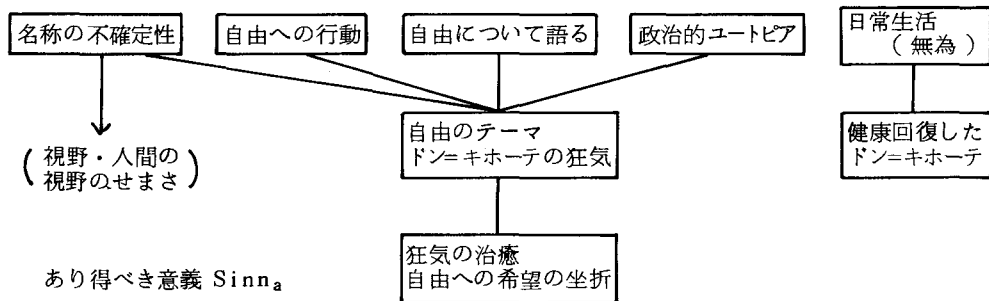 名称の不確定性
自由への行動
自由について語る
政治的ユートピア
日常生活
(無為)
(視野・人間の
視野のせまさ)
自由のテーマ
ドン=キホーテの狂気
健康回復した
ドン=キホーテ
狂気の治癒
自由への希望の坐折
あり得べき意義 Sinnₐ